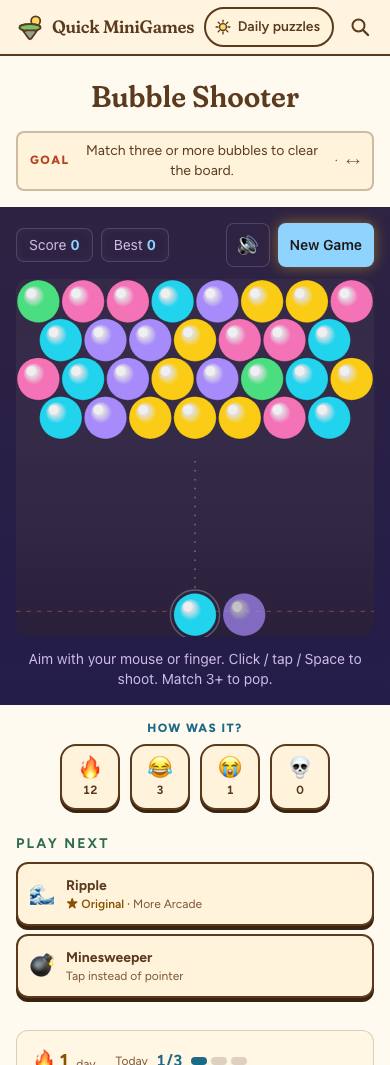 Quick MiniGames
Daily puzzles
Bubble Shooter
GOAL
Match three or more bubbles to clear
the board.
· ↔
Score 0
Best 0
New Game
Aim with your mouse or finger. Click / tap / Space to
shoot. Match 3+ to pop.
HOW WAS IT?
12
3
1
0
PLAY NEXT
Ripple
★ Original · More Arcade
Minesweeper
Tap instead of pointer
1 day
Today 1/3